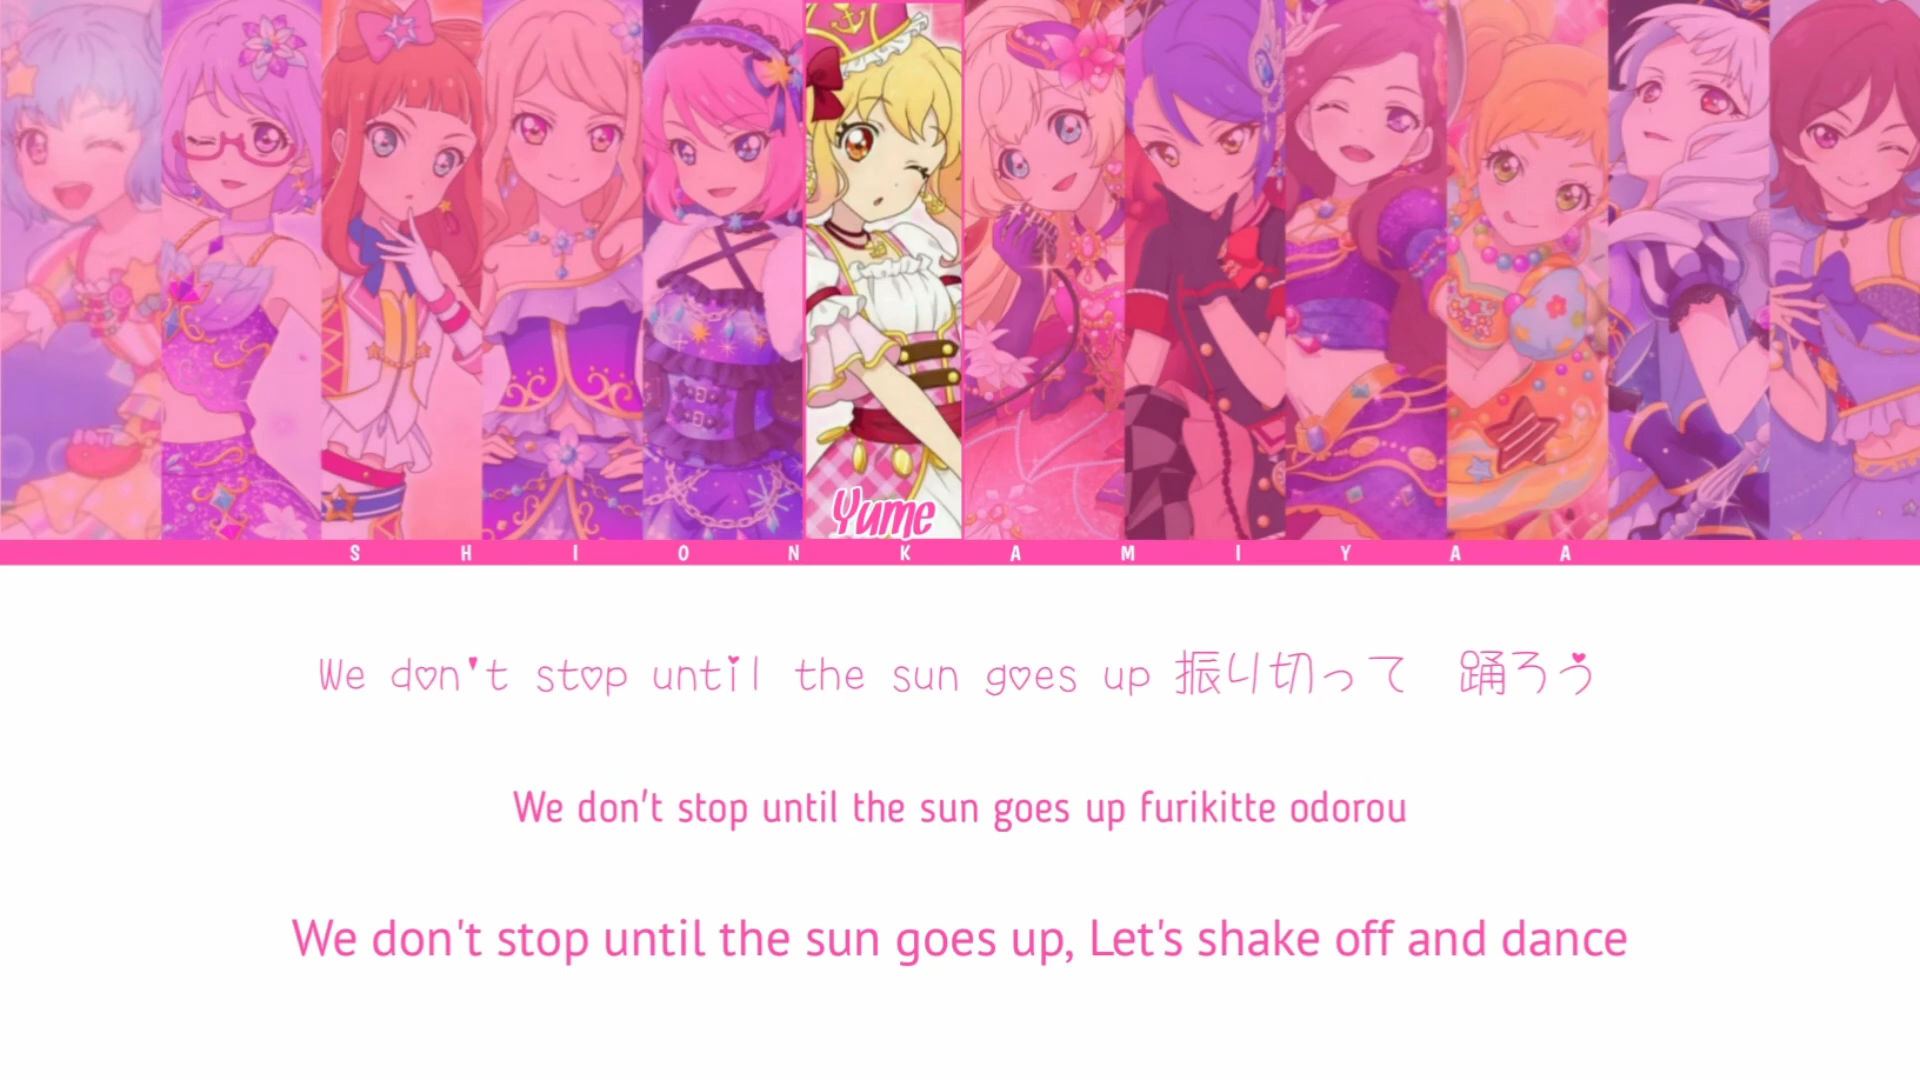 Yume
SHIONKAMIYAA
We don't stop until the sun goes up 振り切って　踊ろう
We don't stop until the sun goes up furikitte odorou
We don't stop until the sun goes up, Let's shake off and dance